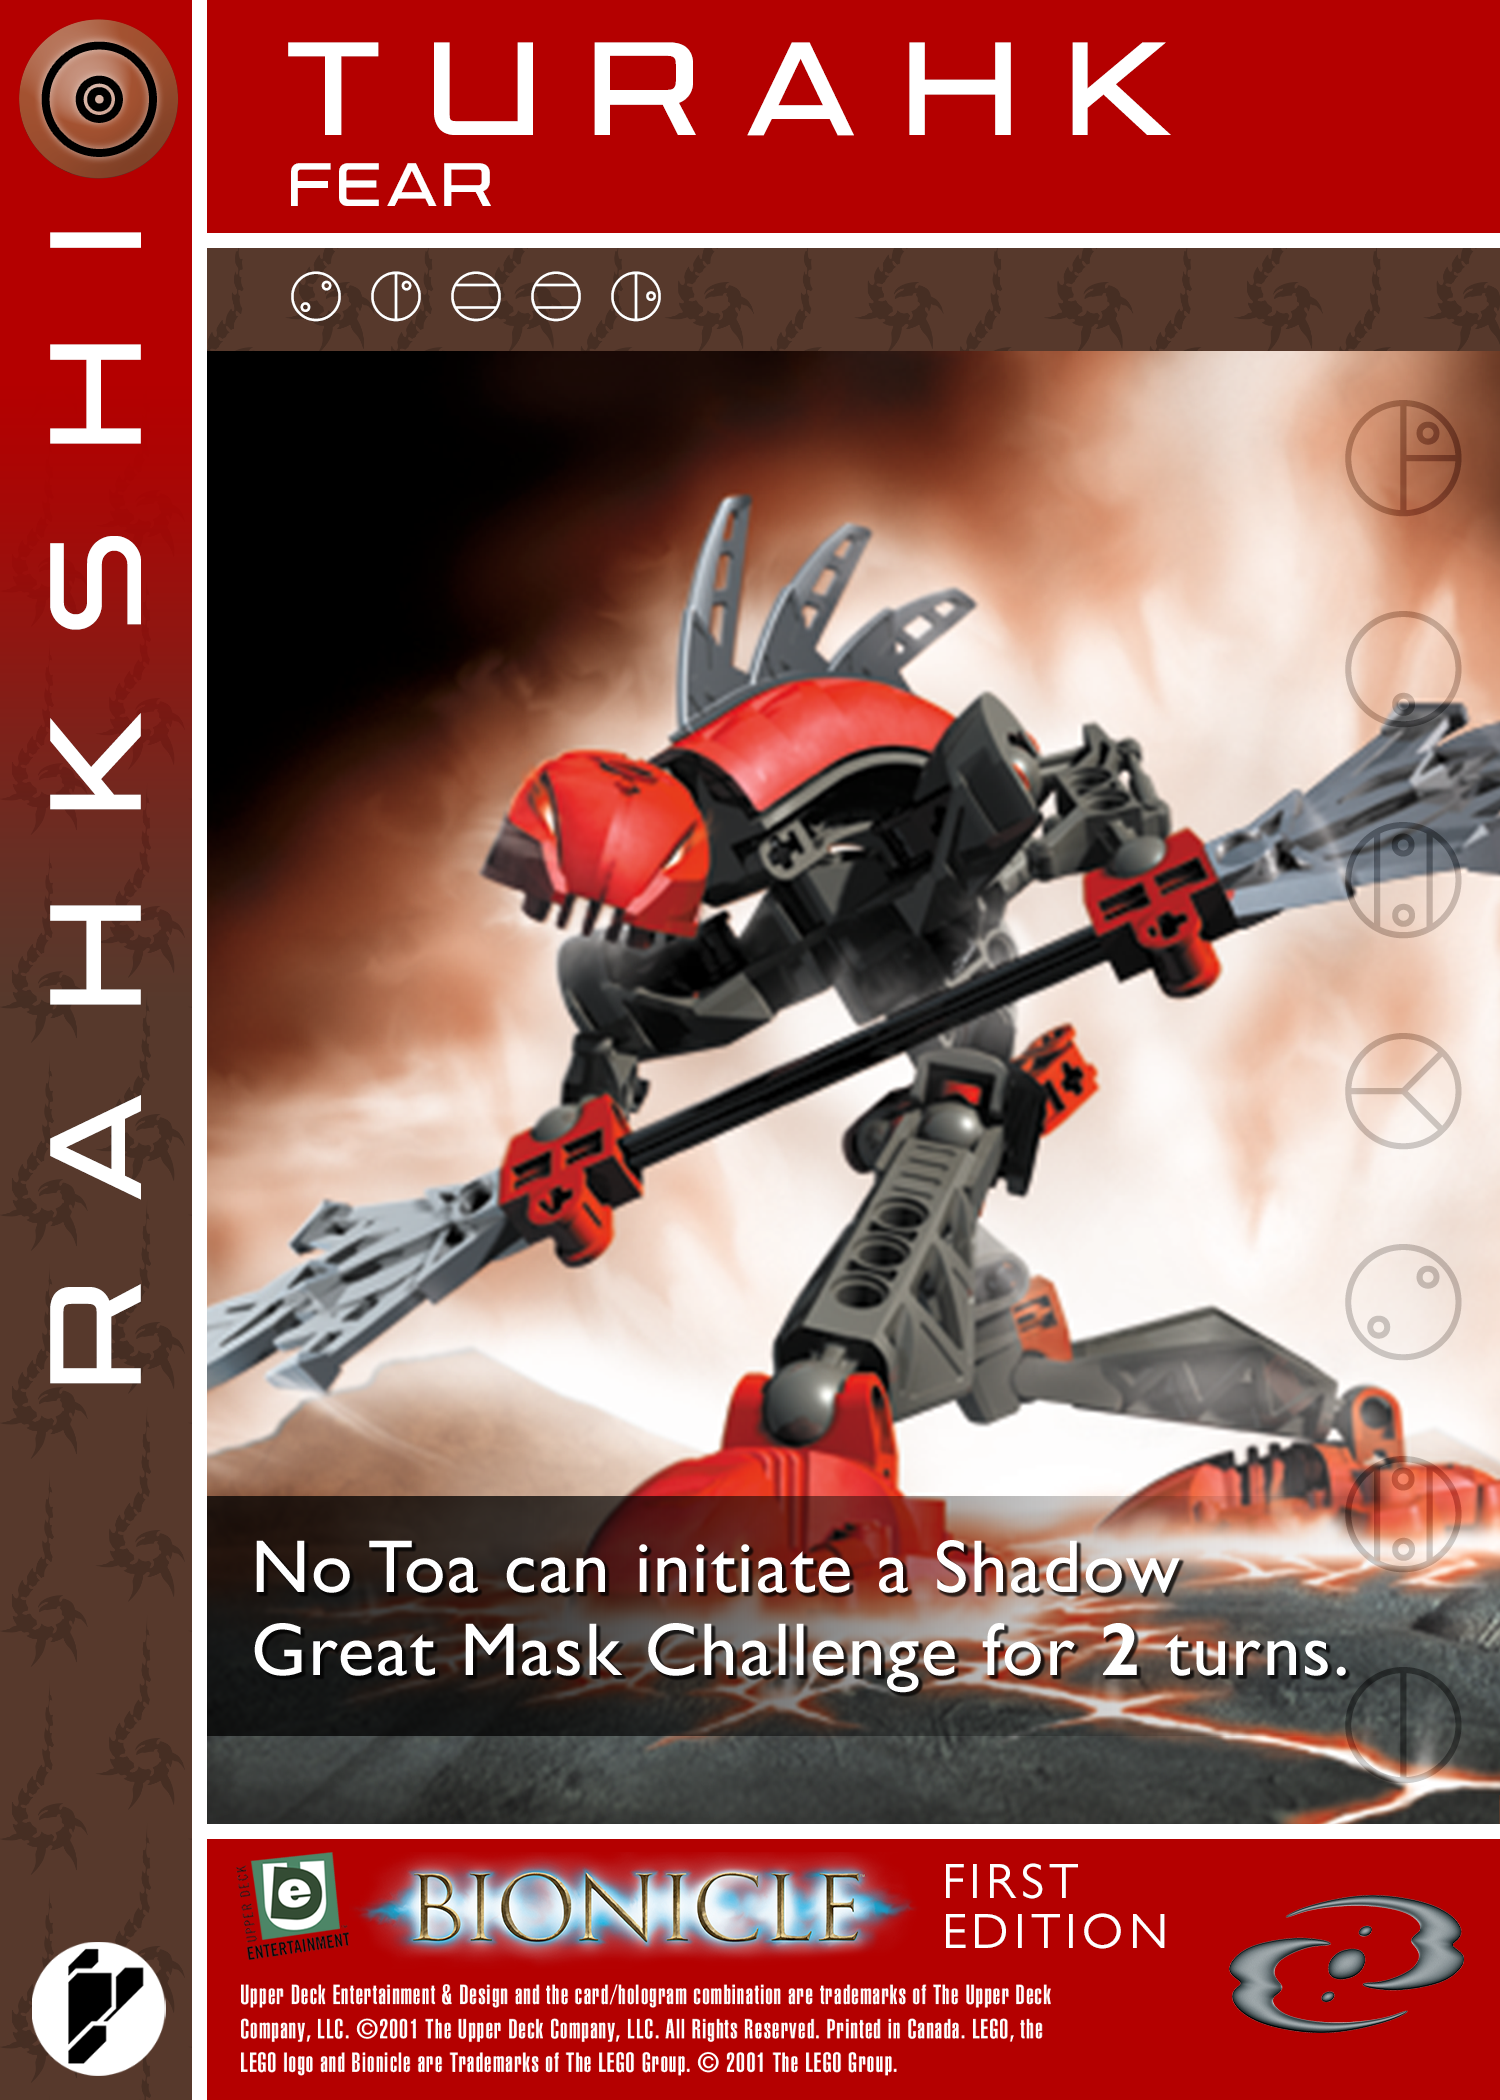 TURAHK
FEAR
RAHKSHI
No Toa can initiate a Shadow
Great Mask Challenge for 2 turns.
UPPER DECK
e
ENTERTAINMENT
BIONICLE
FIRST
EDITION
Upper Deck Entertainment & Design and the card/hologram combination are trademarks of The Upper Deck
Company, LLC. ©2001 The Upper Deck Company, LLC. All Rights Reserved. Printed in Canada. LEGO, the
LEGO logo and Bionicle are Trademarks of The LEGO Group. © 2001 The LEGO Group.